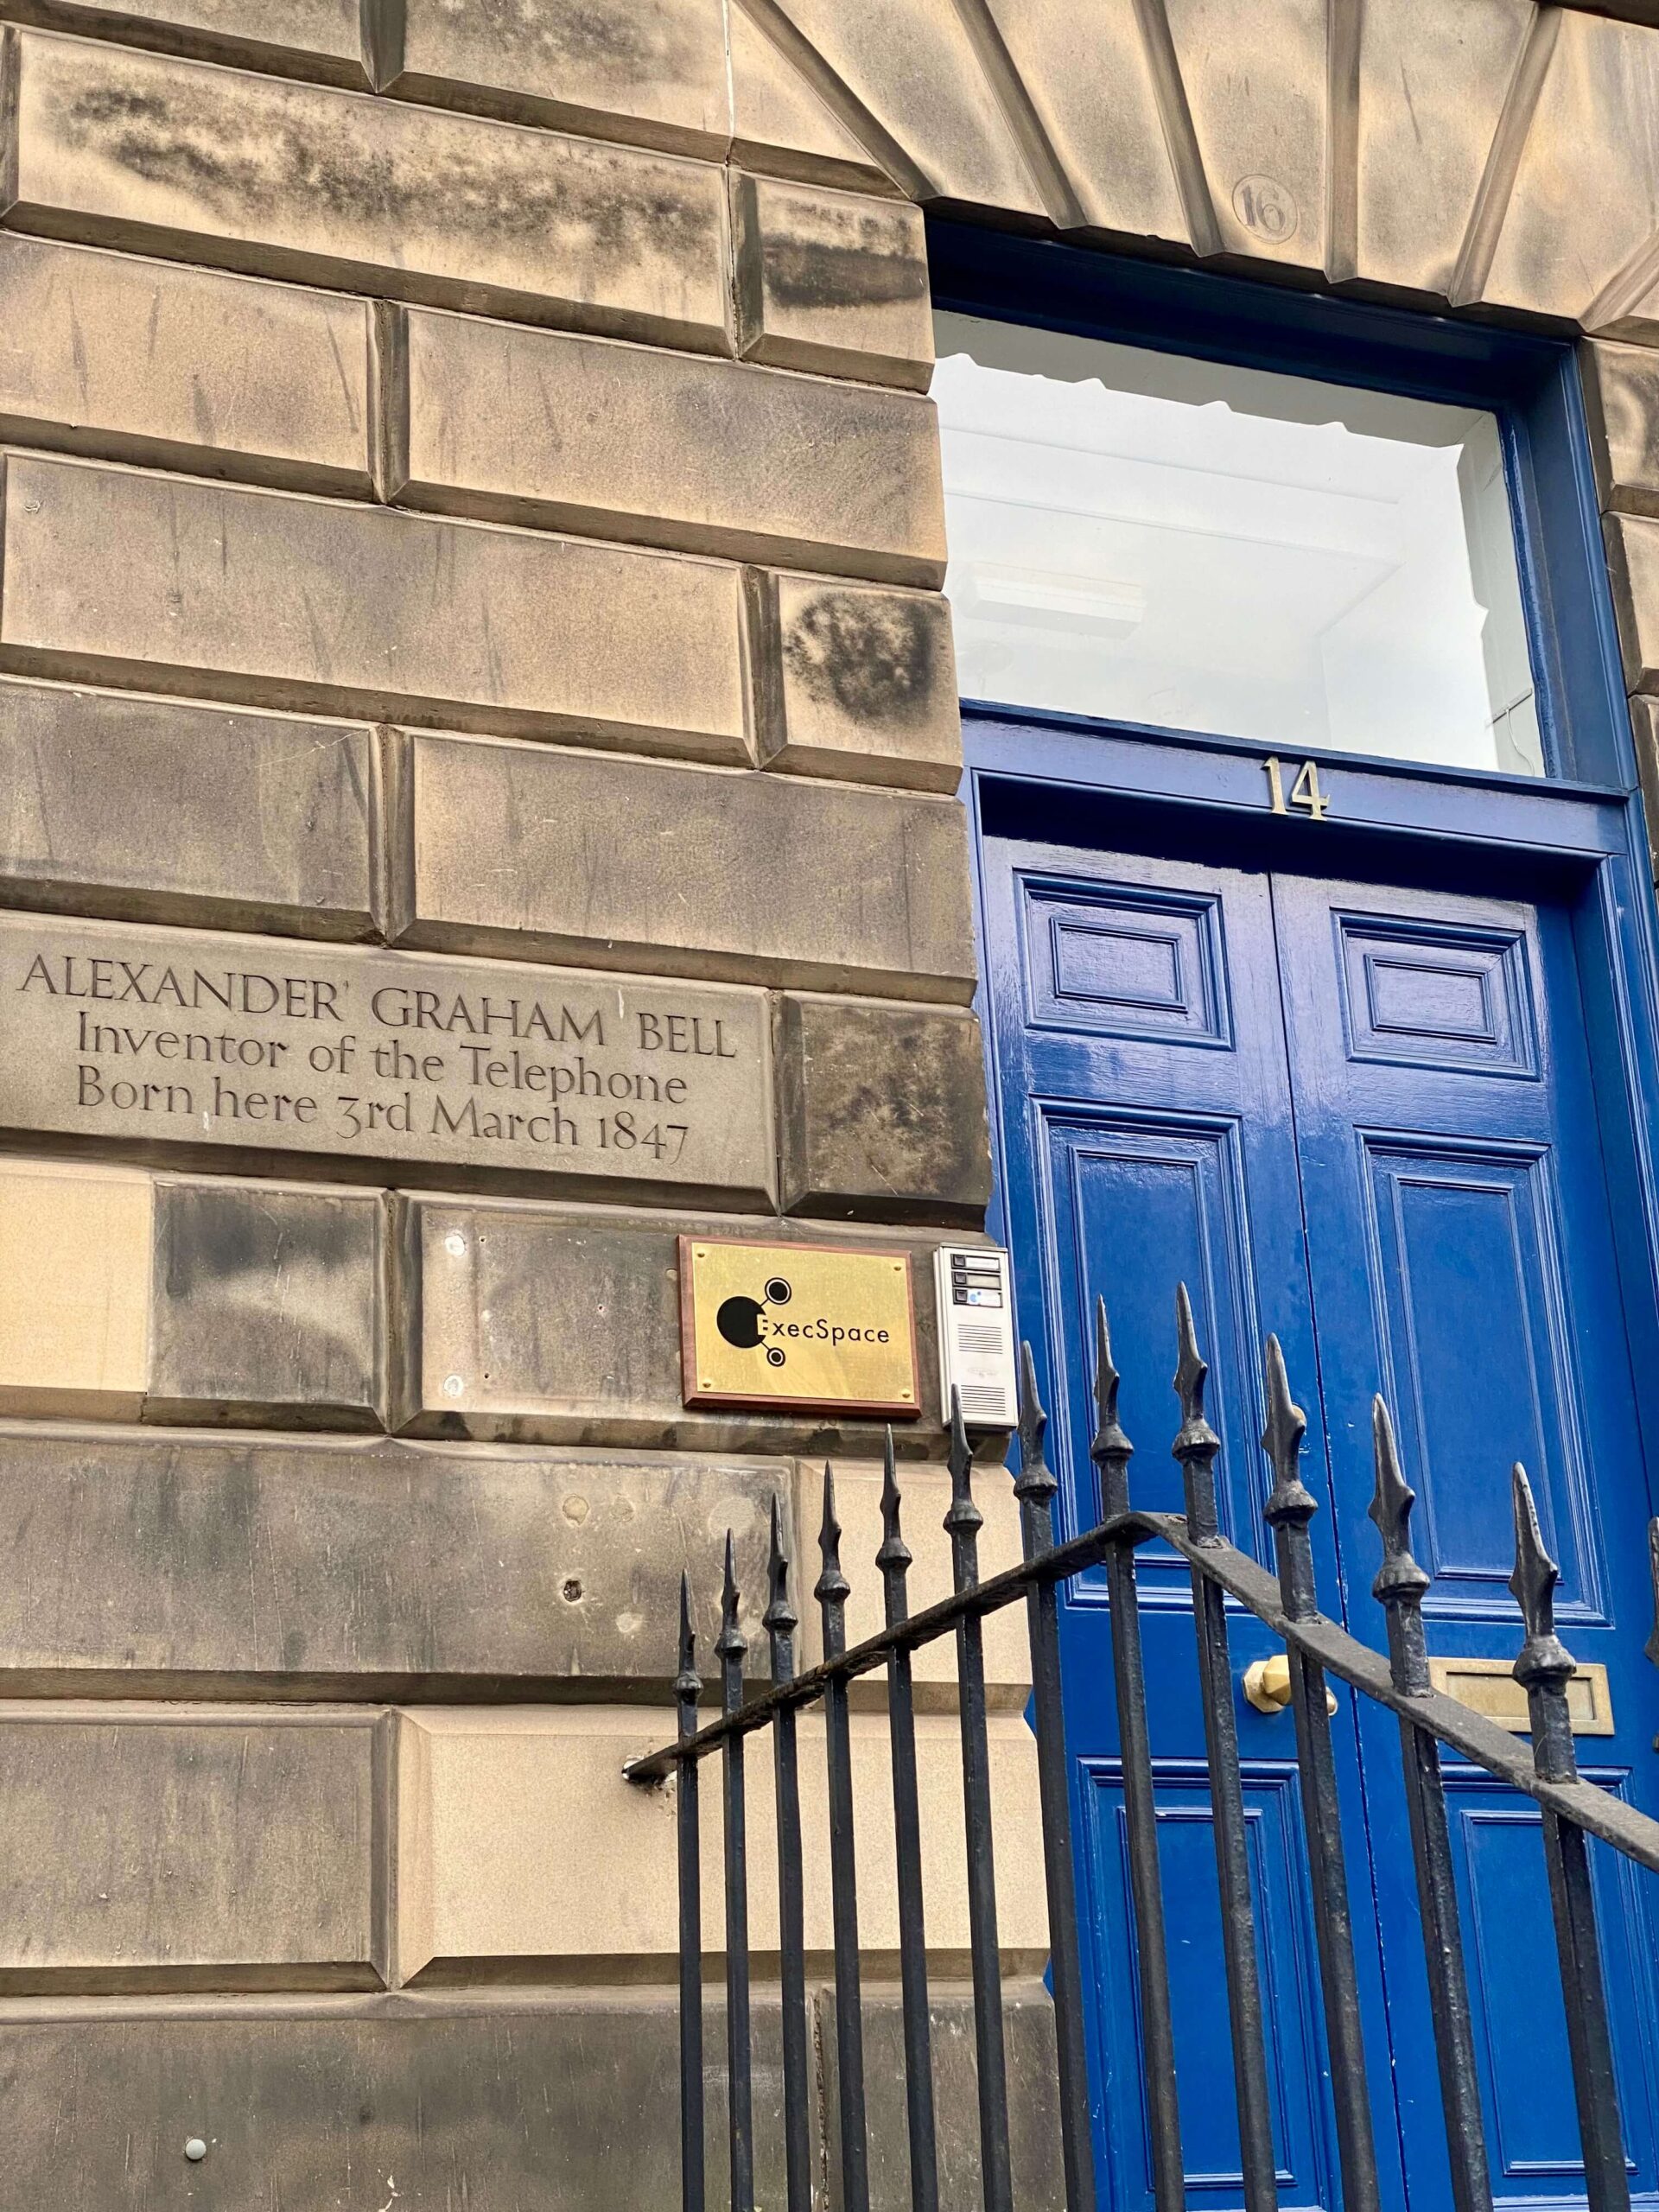 16
14
ALEXANDER GRAHAM BELL
Inventor of the Telephone
Born here 3rd March 1847
ExecSpace